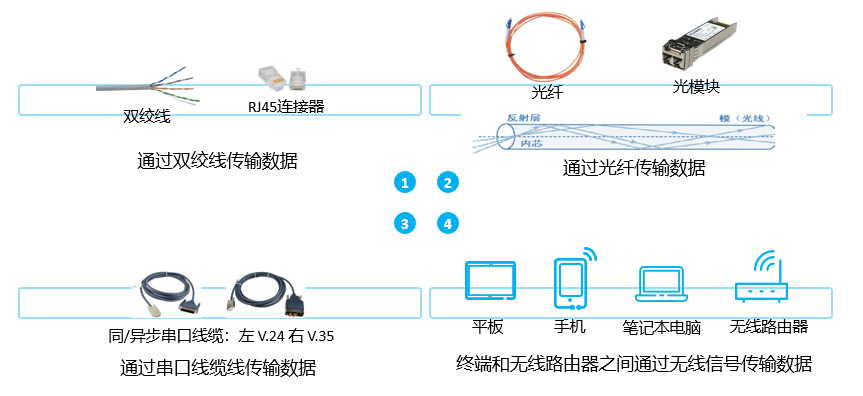 双绞线
RJ45连接器
通过双绞线传输数据
光纤
光模块
反射层
模（光线）
内芯
通过光纤传输数据
1
2
3
4
同/异步串口线缆：左 V.24 右 V.35
通过串口线缆线传输数据
平板
手机
笔记本电脑
无线路由器
终端和无线路由器之间通过无线信号传输数据